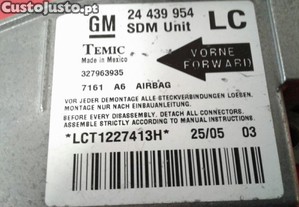 CustoJusto.pt
GM 24 439 954 LC
SDM Unit
TEMIC
Made in Mexico
327963935
VORNE
FORWARD
7161 A6 AIRBAG
VOR JEDER DEMONTAGE ALLE STECKVERBINDUNGEN LOESEN.
MONTAGE NUR NACH EINBAUANLEITUNG.
BEFORE EVERY DISASSEMBLY. DETACH ALL CONNECTORS.
ASSEMBLE STRICTLY ACCORDING TO MANUAL INSTRUCTIONS
*LCT1227413H* 25/05 03